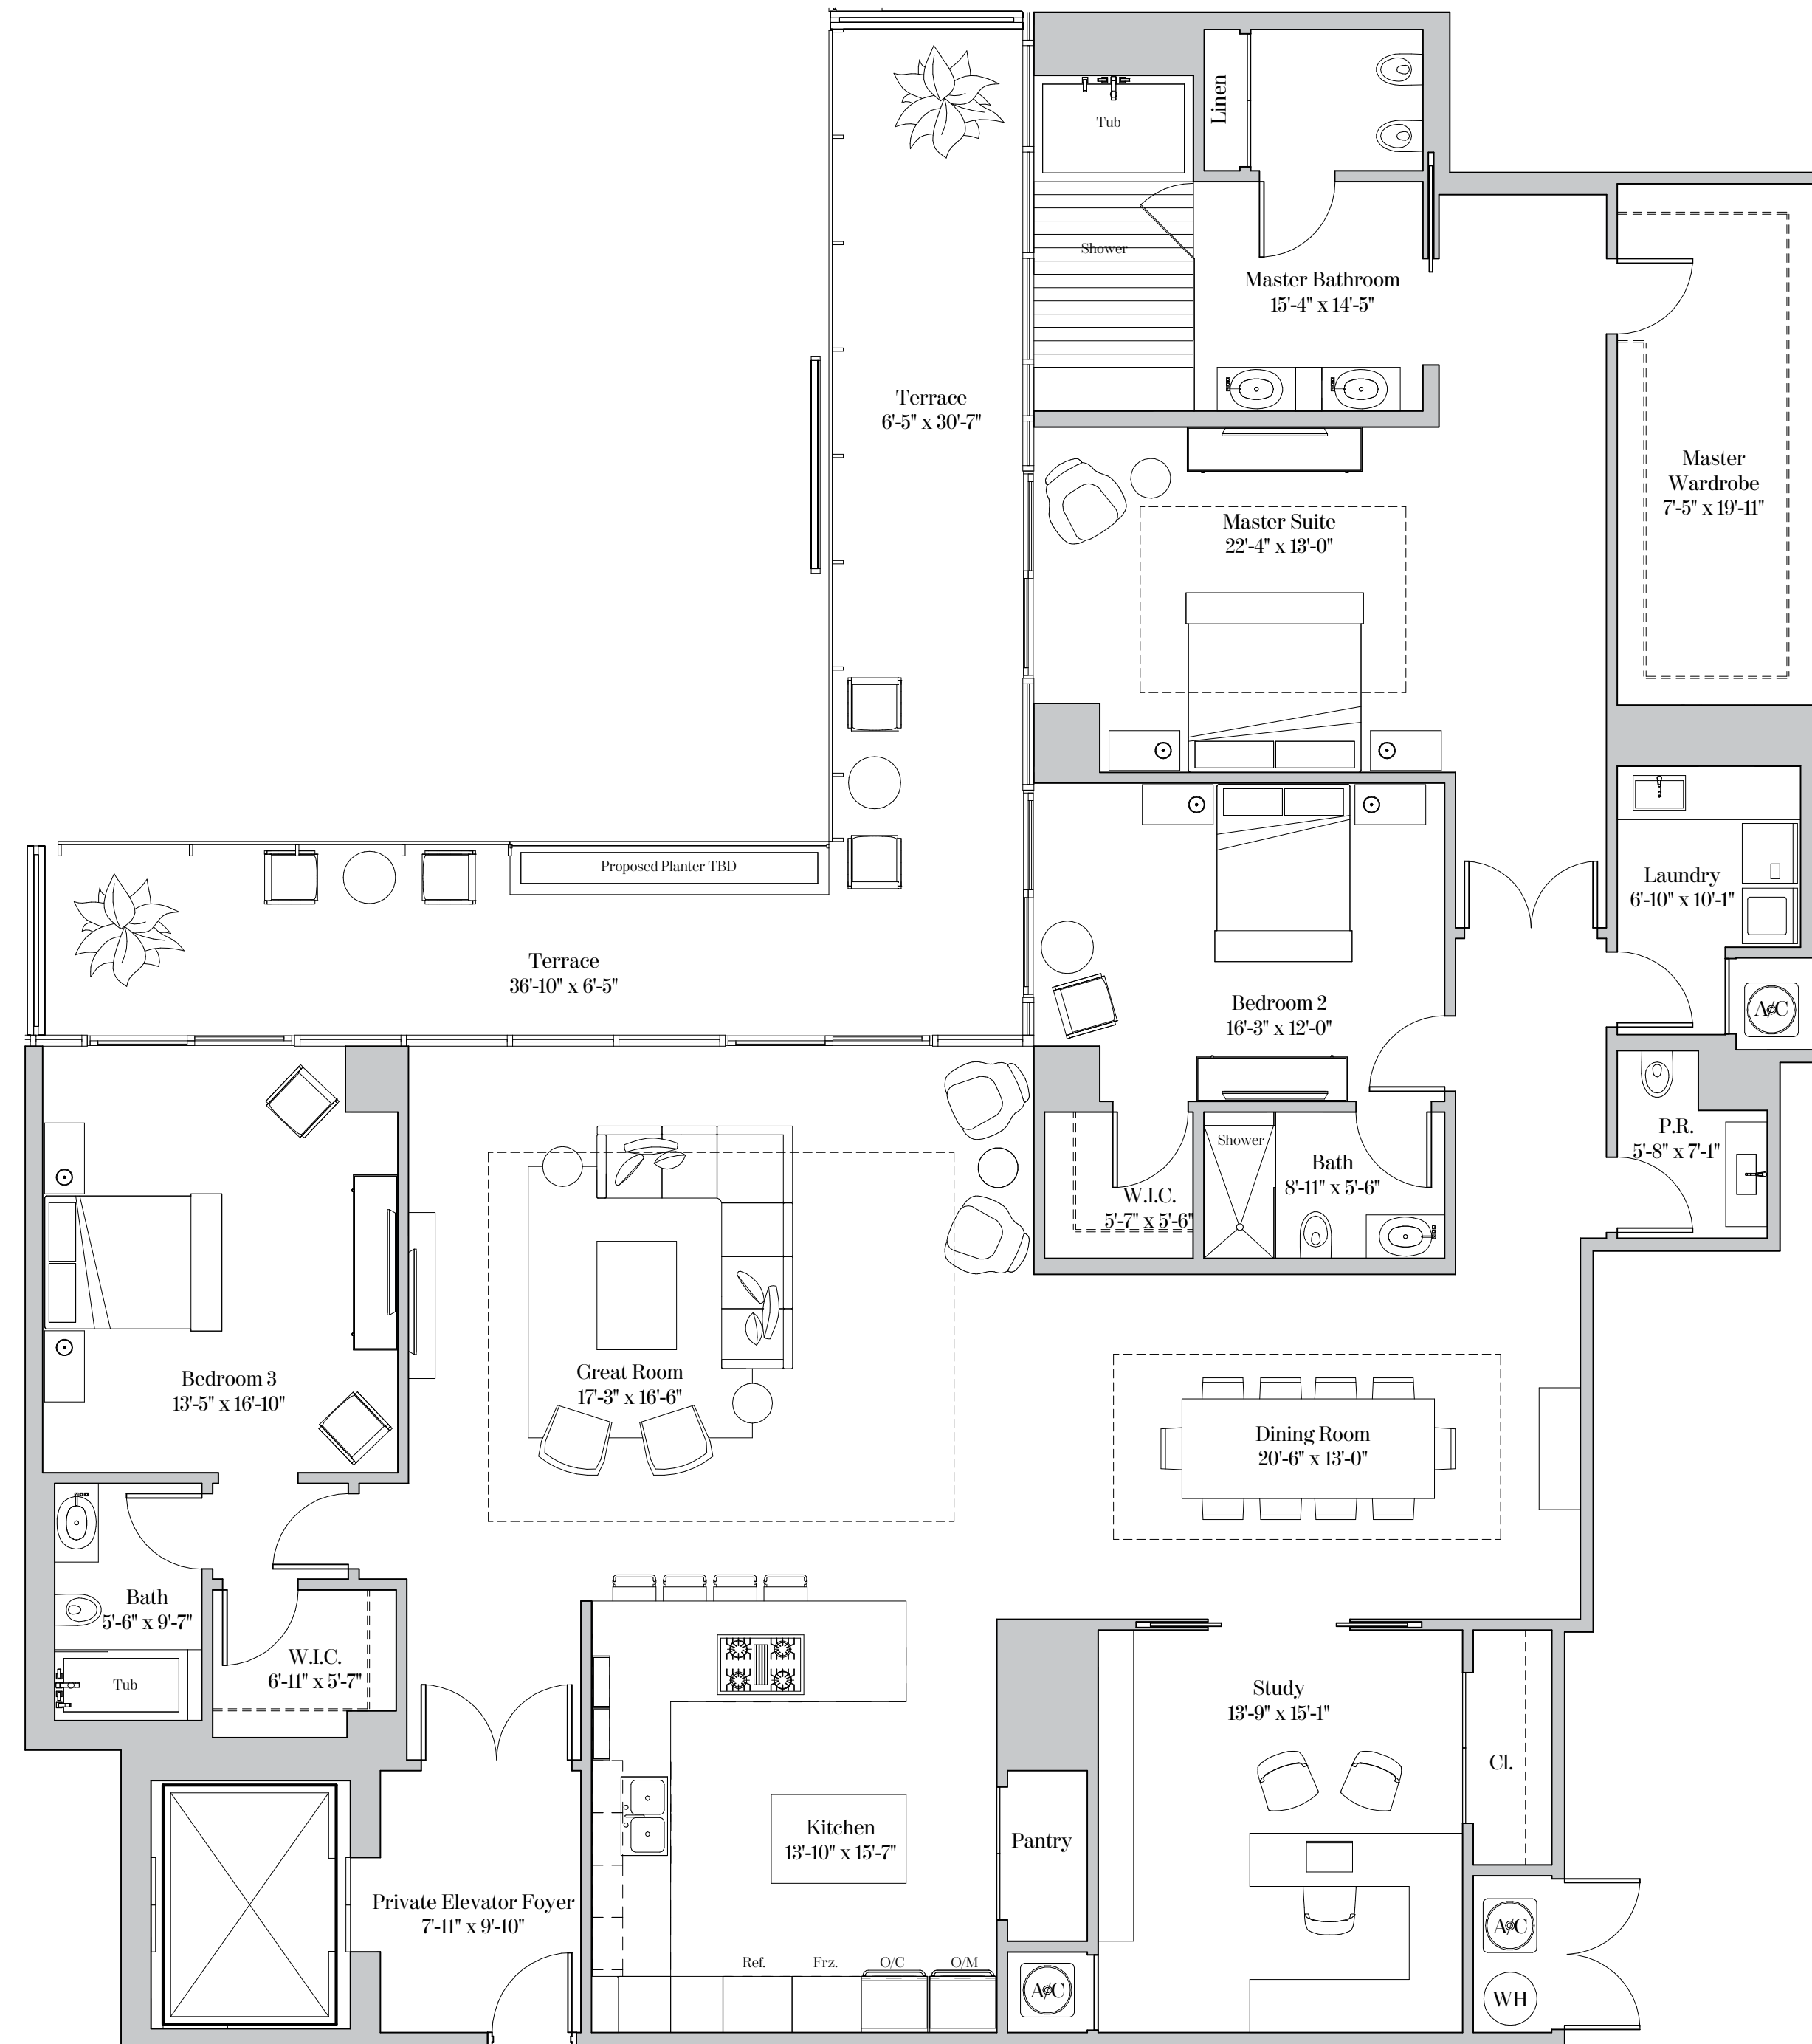 Linen
Tub
Shower
Master Bathroom
15'-4" x 14'-5"
Terrace
6'-5" x 30'-7"
Master
Wardrobe
7'-5" x 19'-11"
Master Suite
22'-4" x 13'-0"
Proposed Planter TBD
Laundry
6'-10" x 10'-1"
Terrace
36'-10" x 6'-5"
Bedroom 2
16'-3" x 12'-0"
A/C
P.R.
5'-8" x 7'-1"
Shower
Bath
8'-11" x 5'-6"
W.I.C.
5'-7" x 5'-6"
Bedroom 3
13'-5" x 16'-10"
Great Room
17'-3" x 16'-6"
Dining Room
20'-6" x 13'-0"
Bath
5'-6" x 9'-7"
W.I.C.
6'-11" x 5'-7"
Tub
Study
13'-9" x 15'-1"
Cl.
Kitchen
13'-10" x 15'-7"
Pantry
Private Elevator Foyer
7'-11" x 9'-10"
A/C
Ref.
Frz.
O/C
O/M
A/C
WH